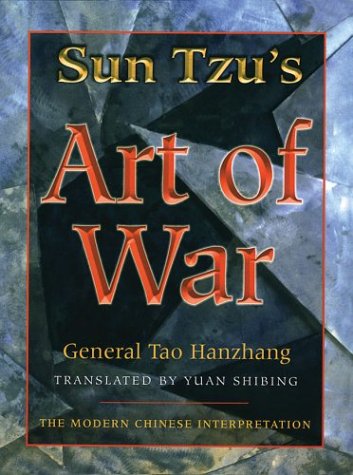 Sun Tzu's
Art of
War
General Tao Hanzhang
TRANSLATED BY YUAN SHIBING
THE MODERN CHINESE INTERPRETATION